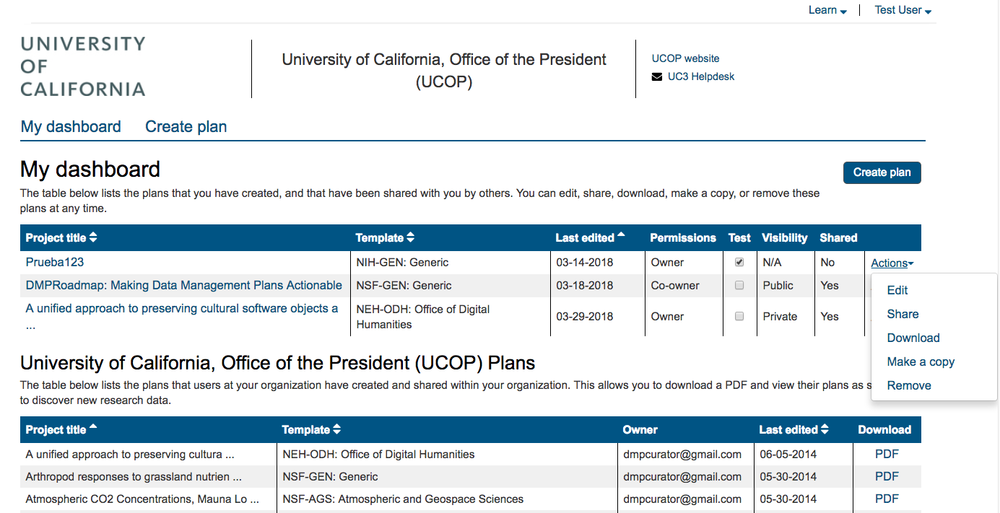 Learn
Test User
UNIVERSITY
OF
CALIFORNIA
University of California, Office of the President
(UCOP)
UCOP website
UC3 Helpdesk
My dashboard Create plan
My dashboard
Create plan
The table below lists the plans that you have created, and that have been shared with you by others. You can edit, share, download, make a copy, or remove these
plans at any time.
Project title Template Last edited Permissions Test Visibility Shared
Prueba123 NIH-GEN: Generic 03-14-2018 Owner N/A No Actions
DMPRoadmap: Making Data Management Plans Actionable NSF-GEN: Generic 03-18-2018 Co-owner Public Yes
A unified approach to preserving cultural software objects a
... NEH-ODH: Office of Digital
Humanities 03-29-2018 Owner Private Yes
Edit
Share
Download
Make a copy
Remove
University of California, Office of the President (UCOP) Plans
The table below lists the plans that users at your organization have created and shared within your organization. This allows you to download a PDF and view their plans as s
to discover new research data.
Project title Template Owner Last edited Download
A unified approach to preserving cultura ... NEH-ODH: Office of Digital Humanities dmpcurator@gmail.com 06-05-2014 PDF
Arthropod responses to grassland nutrien ... NSF-GEN: Generic dmpcurator@gmail.com 05-30-2014 PDF
Atmospheric CO2 Concentrations, Mauna Lo ... NSF-AGS: Atmospheric and Geospace Sciences dmpcurator@gmail.com 05-30-2014 PDF